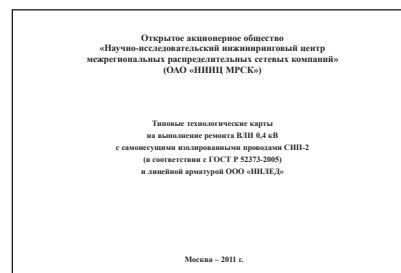 Открытое акционерное общество
«Научно-исследовательский инжиниринговый центр
межрегиональных распределительных сетевых компаний»
(ОАО «НИИЦ МРСК»)
Типовые технологические карты
на выполнение ремонта ВЛИ 0,4 кВ
с самонесущими изолированными проводами СИП-2
(в соответствии с ГОСТ Р 52373-2005)
и линейной арматурой ООО «НИЛЕД»
Москва – 2011 г.